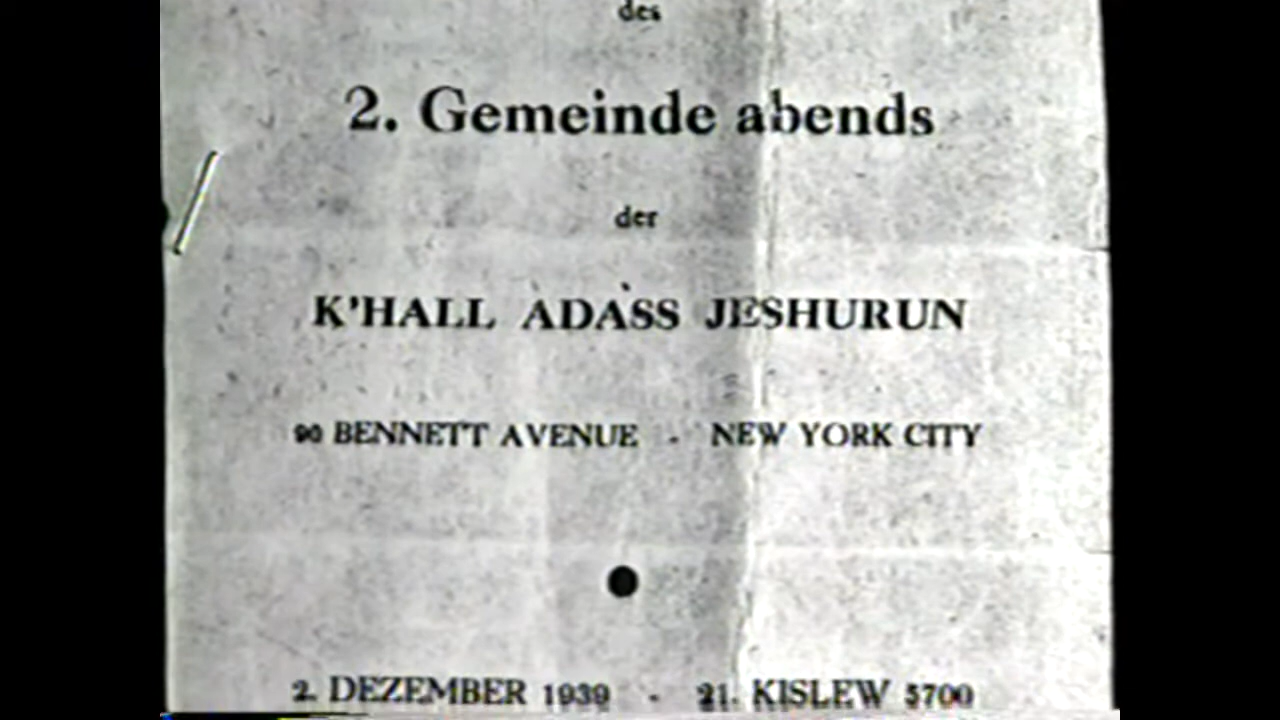 des
2. Gemeinde abends
der
K'HALL ADASS JESHURUN
90 BENNETT AVENUE - NEW YORK CITY
2. DEZEMBER 1939 - 21. KISLEW 5700